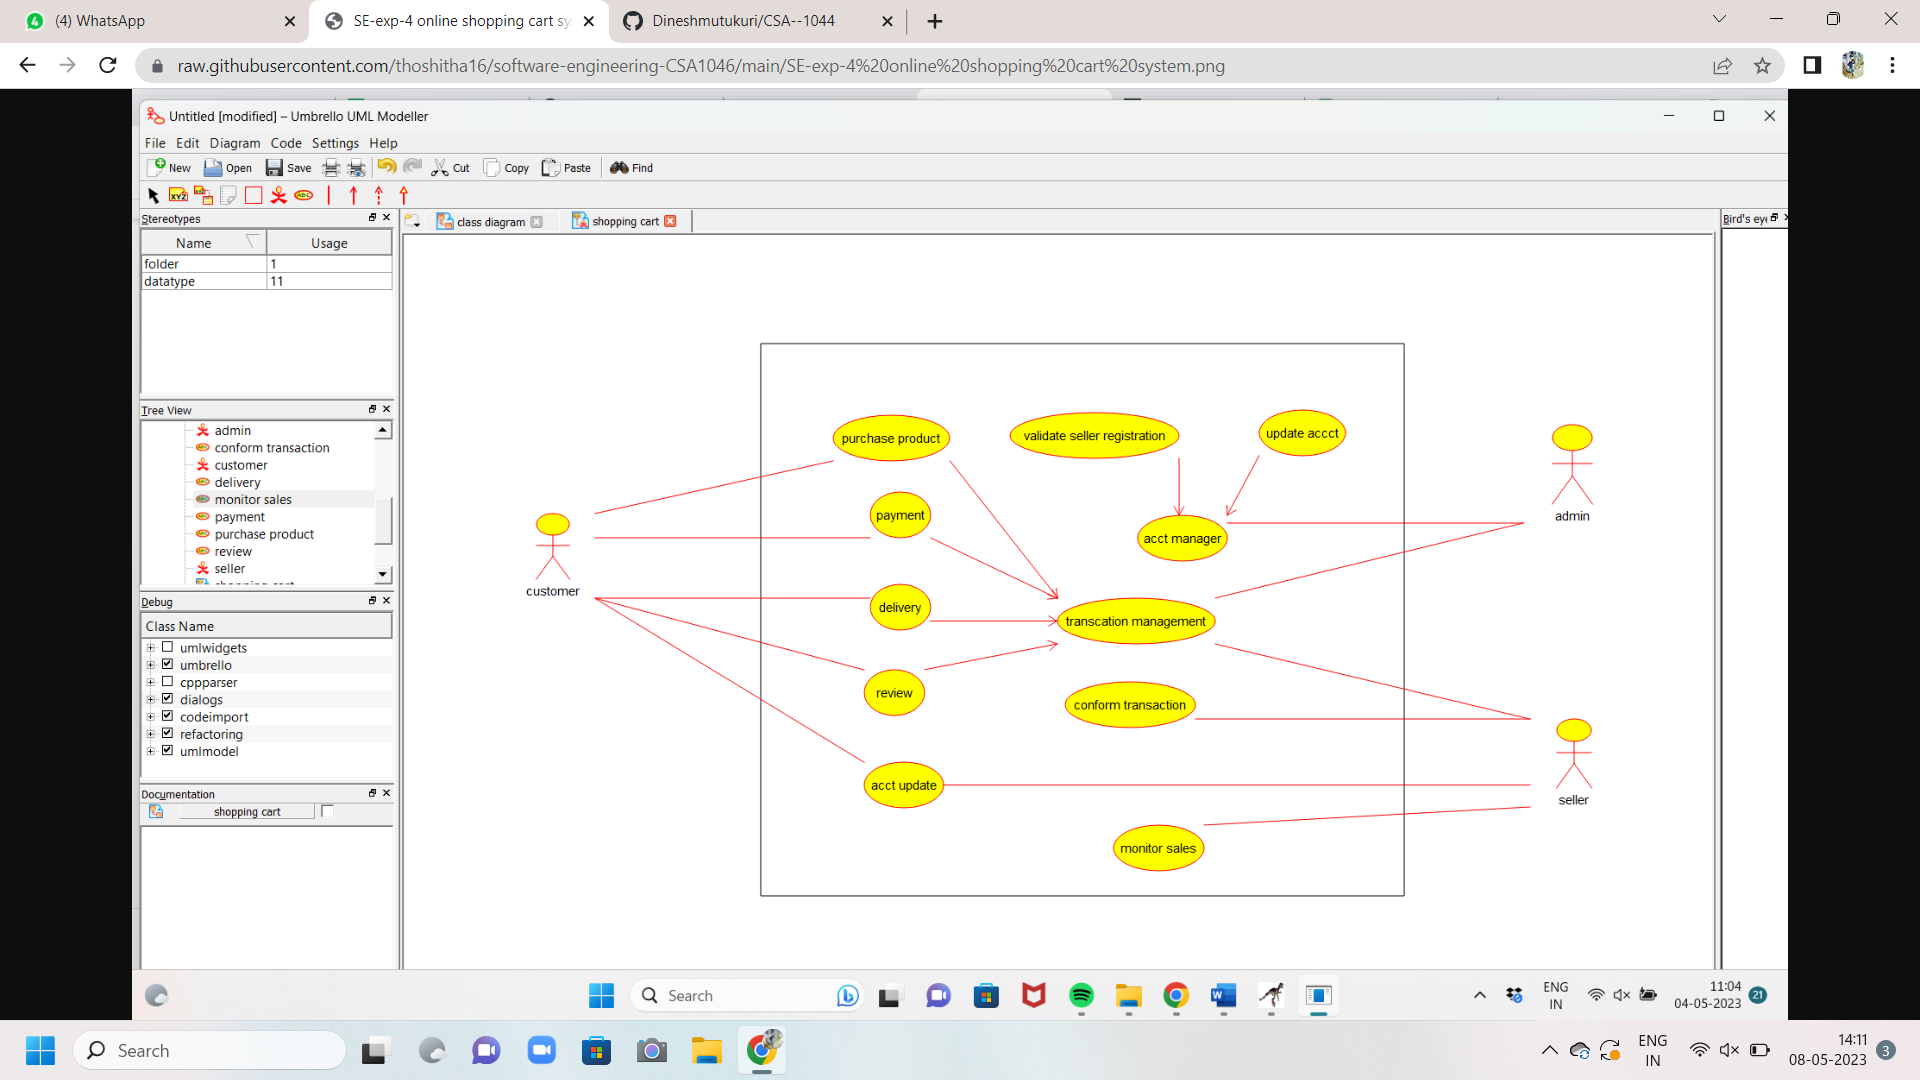 (4) WhatsApp
SE-exp-4 online shopping cart sy
Dineshmutukuri/CSA--1044
raw.githubusercontent.com/thoshitha16/software-engineering-CSA1046/main/SE-exp-4%20online%20shopping%20cart%20system.png
Untitled [modified] – Umbrello UML Modeller
File Edit Diagram Code Settings Help
New Open Save Cut Copy Paste Find
XYZ ABC
Stereotypes
Name Usage
folder 1
datatype 11
class diagram
shopping cart
Bird's eye
Tree View
admin
conform transaction
customer
delivery
monitor sales
payment
purchase product
review
seller
shopping cart
Debug
Class Name
umlwidgets
umbrello
cppparser
dialogs
codeimport
refactoring
umlmodel
Documentation
shopping cart
purchase product
validate seller registration
update accct
payment
acct manager
admin
customer
delivery
transcation management
review
conform transaction
acct update
seller
monitor sales
Search
ENG
IN
11:04
04-05-2023
21
Search
ENG
IN
14:11
08-05-2023
3